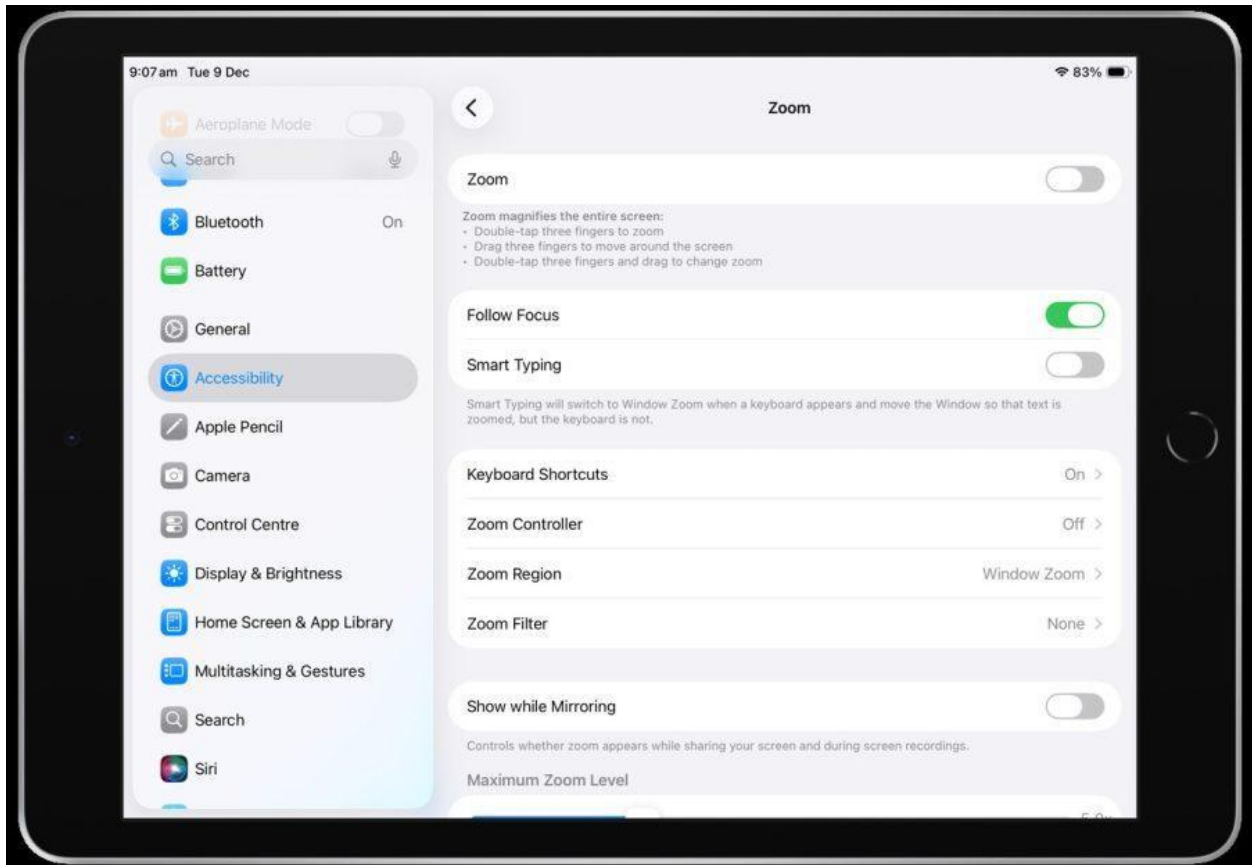 9:07 am Tue 9 Dec
83%
Aeroplane Mode
Search
Bluetooth
On
Battery
General
Accessibility
Apple Pencil
Camera
Control Centre
Display & Brightness
Home Screen & App Library
Multitasking & Gestures
Search
Siri
Zoom
Zoom
Zoom magnifies the entire screen:
• Double-tap three fingers to zoom
• Drag three fingers to move around the screen
• Double-tap three fingers and drag to change zoom
Follow Focus
Smart Typing
Smart Typing will switch to Window Zoom when a keyboard appears and move the Window so that text is
zoomed, but the keyboard is not.
Keyboard Shortcuts
On
Zoom Controller
Off
Zoom Region
Window Zoom
Zoom Filter
None
Show while Mirroring
Controls whether zoom appears while sharing your screen and during screen recordings.
Maximum Zoom Level